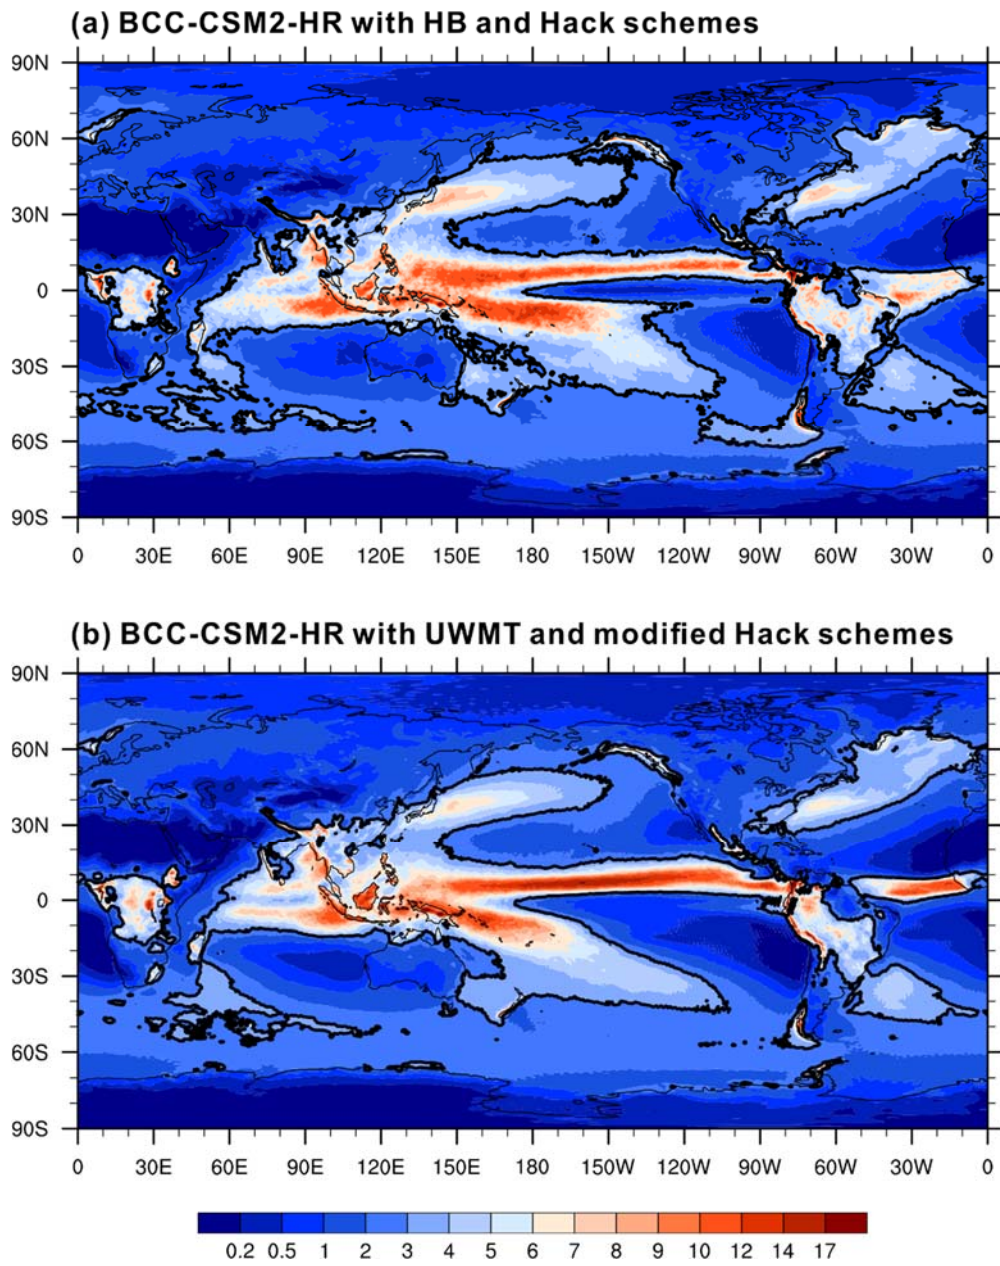 (a) BCC-CSM2-HR with HB and Hack schemes
90N
60N
30N
0
30S
60S
90S
0 30E 60E 90E 120E 150E 180 150W 120W 90W 60W 30W 0
(b) BCC-CSM2-HR with UWMT and modified Hack schemes
90N
60N
30N
0
30S
60S
90S
0 30E 60E 90E 120E 150E 180 150W 120W 90W 60W 30W 0
0.2 0.5 1 2 3 4 5 6 7 8 9 10 12 14 17